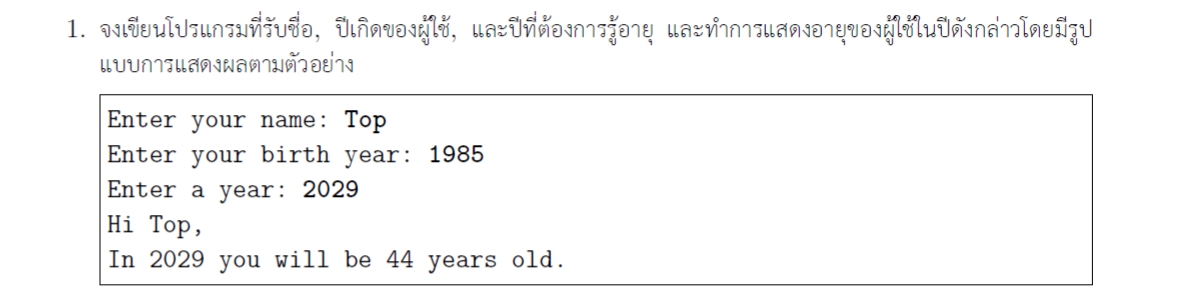 1. จงเขียนโปรแกรมที่รับชื่อ, ปีเกิดของผู้ใช้, และปีที่ต้องการรู้อายุ และทำการแสดงอายุของผู้ใช้ในปีดังกล่าวโดยมีรูป
แบบการแสดงผลตามตัวอย่าง
Enter your name: Top
Enter your birth year: 1985
Enter a year: 2029
Hi Top,
In 2029 you will be 44 years old.